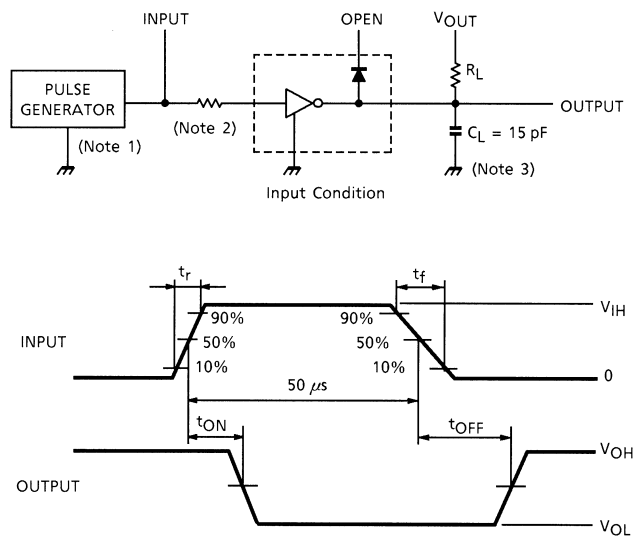 INPUT
OPEN
VOUT
PULSE
GENERATOR
RL
OUTPUT
(Note 1)
(Note 2)
CL = 15 pF
(Note 3)
Input Condition
tr
tf
VIH
90%
90%
INPUT
50%
50%
10%
10%
0
50 μs
tON
tOFF
VOH
OUTPUT
VOL